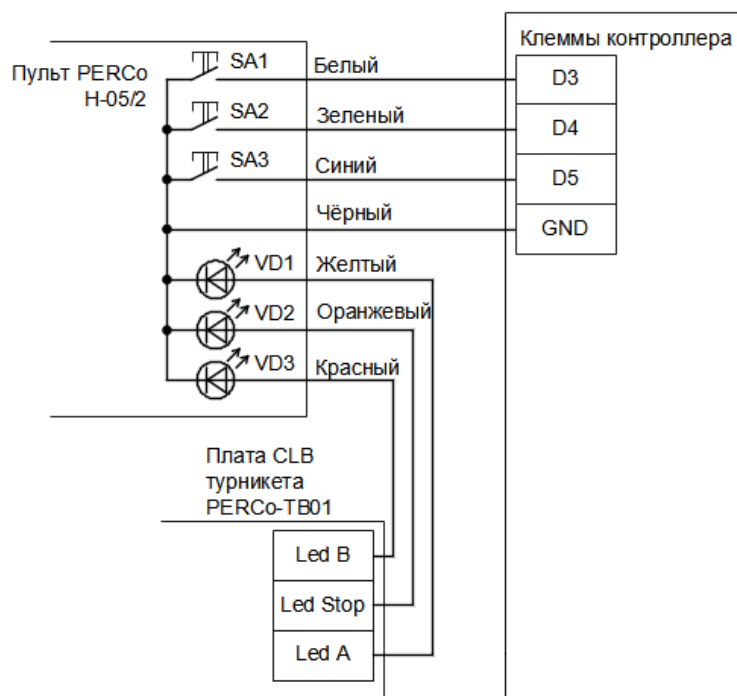 Клеммы контроллера
Пульт PERCo
Н-05/2
SA1
Белый
D3
SA2
Зеленый
D4
SA3
Синий
D5
Чёрный
GND
VD1
Желтый
VD2
Оранжевый
VD3
Красный
Плата CLB
турникета
PERCo-TB01
Led B
Led Stop
Led A